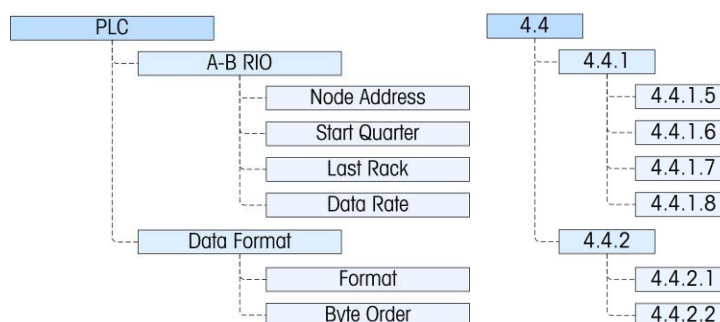 PLC 4.4
A-B RIO 4.4.1
Node Address 4.4.1.5
Start Quarter 4.4.1.6
Last Rack 4.4.1.7
Data Rate 4.4.1.8
Data Format 4.4.2
Format 4.4.2.1
Byte Order 4.4.2.2